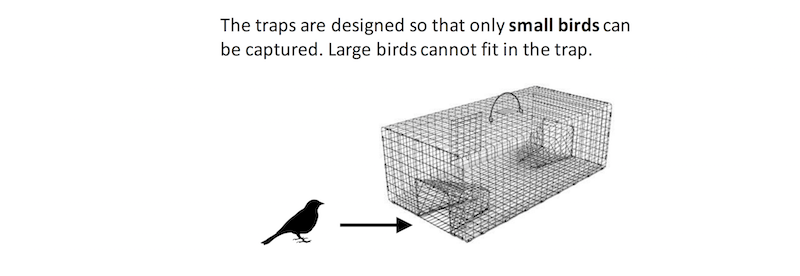 The traps are designed so that only small birds can
be captured. Large birds cannot fit in the trap.